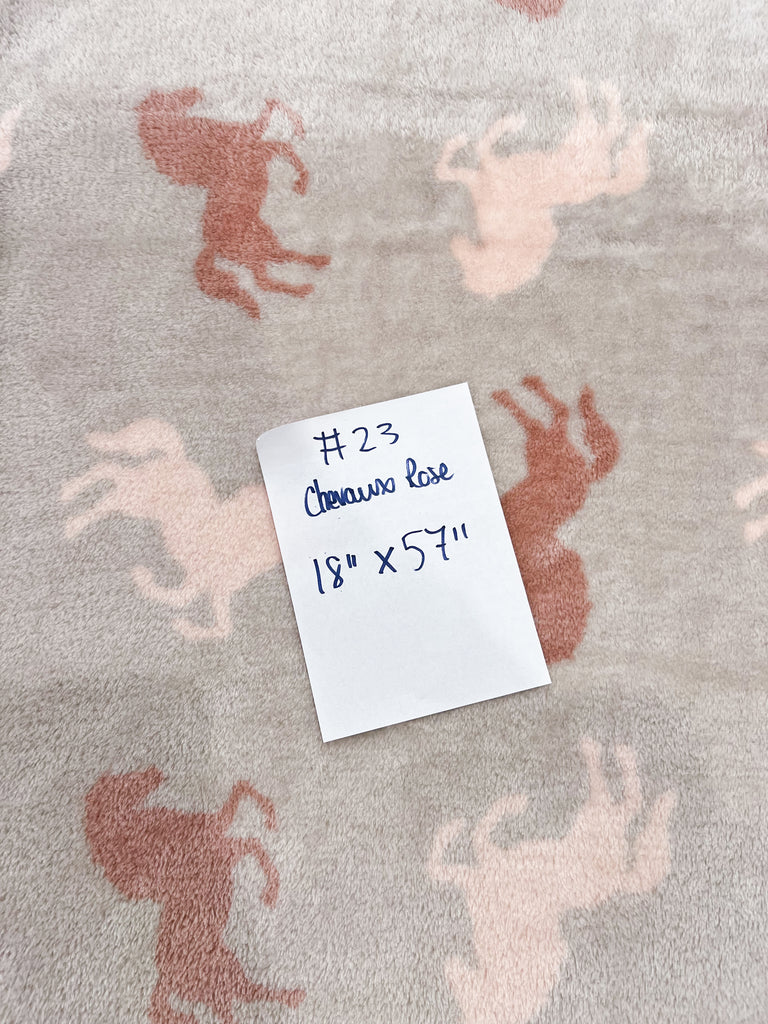 #23
Chevaux Rose
18" x 57"